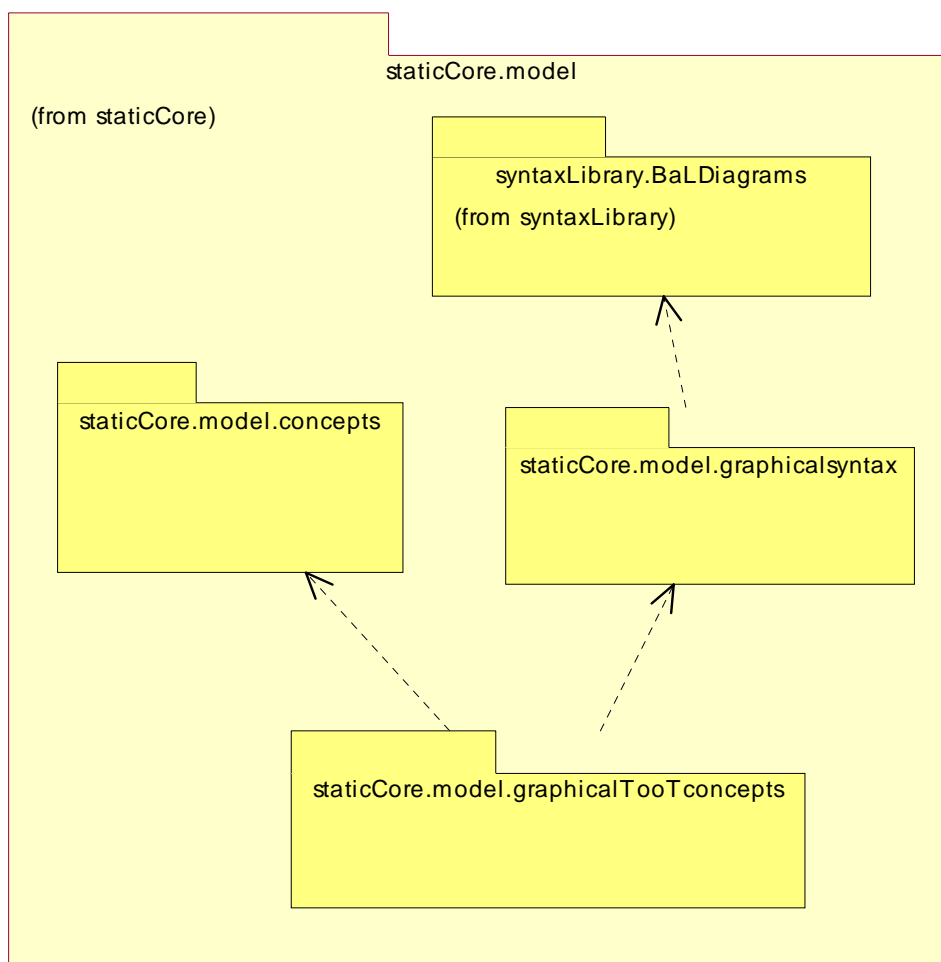 staticCore.model
(from staticCore)
syntaxLibrary.BaLDiagrams
(from syntaxLibrary)
staticCore.model.concepts
staticCore.model.graphicalsyntax
staticCore.model.graphicalTooTconcepts